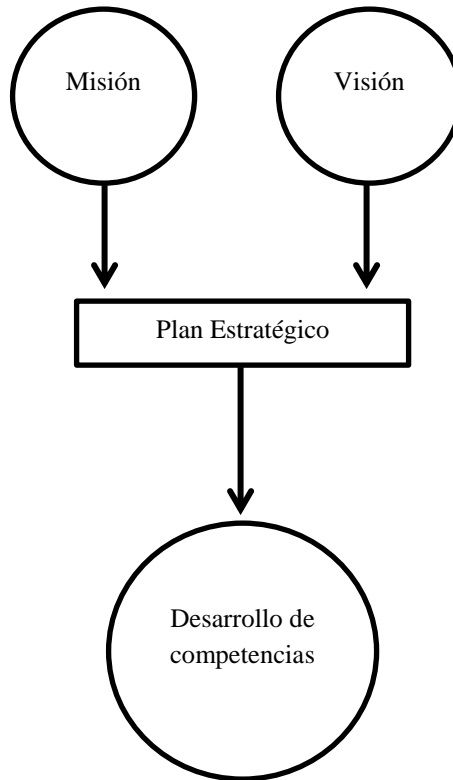 Misión
Visión
Plan Estratégico
Desarrollo de
competencias